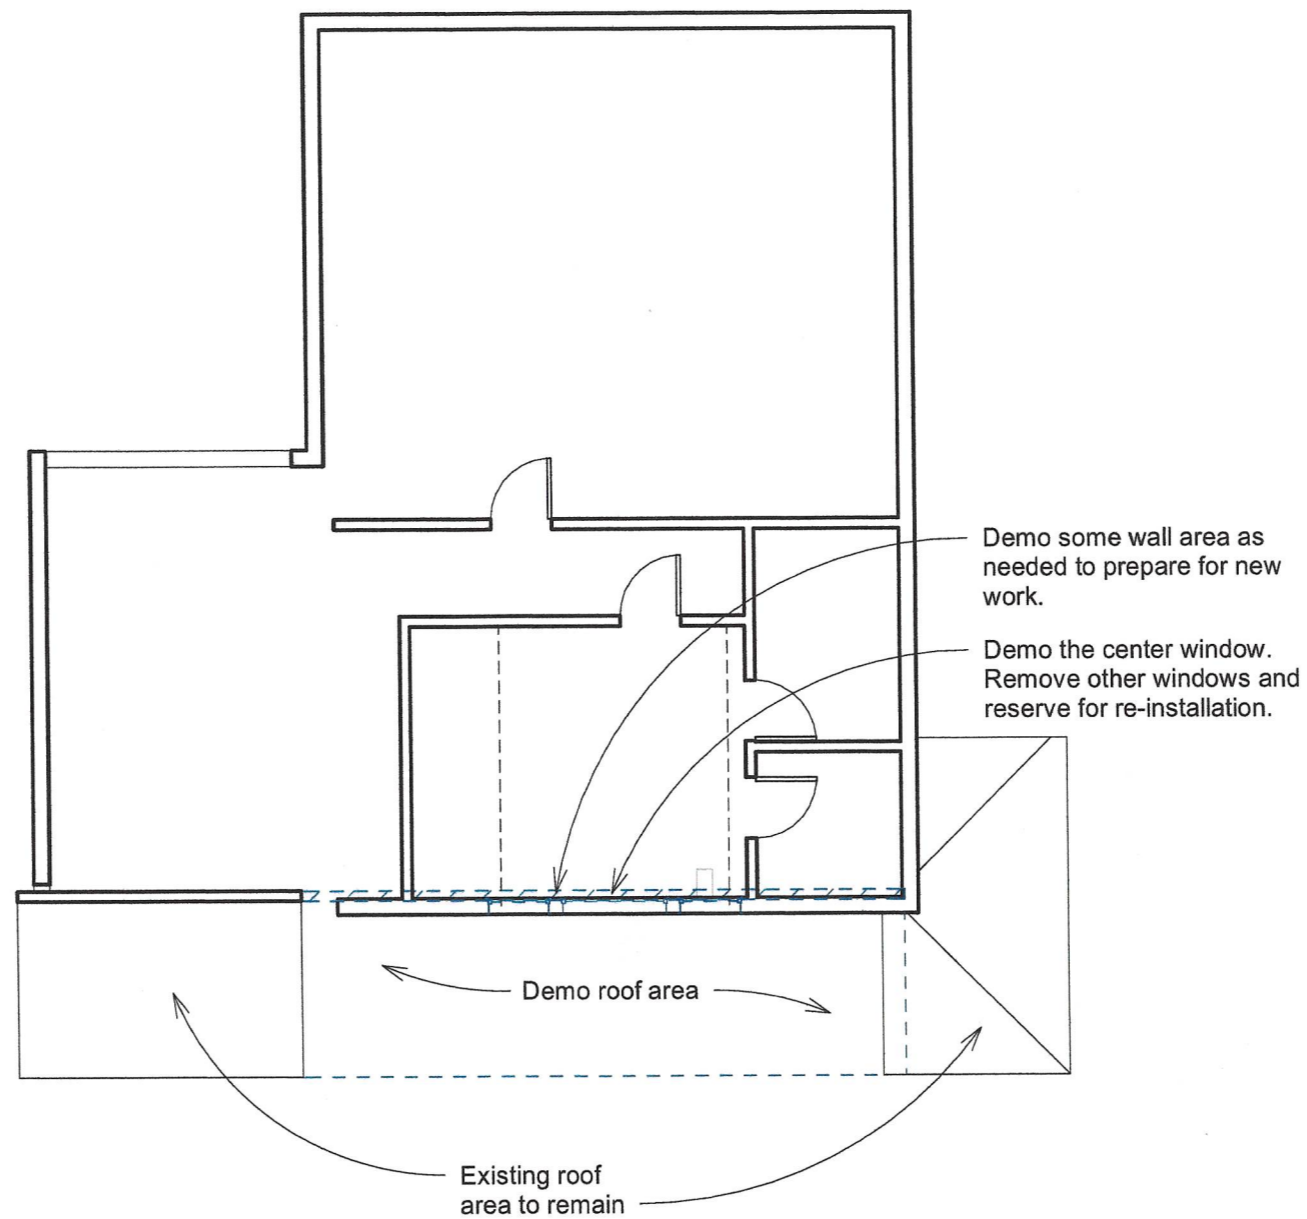 Demo some wall area as
needed to prepare for new
work.
Demo the center window.
Remove other windows and
reserve for re-installation.
Demo roof area
Existing roof
area to remain